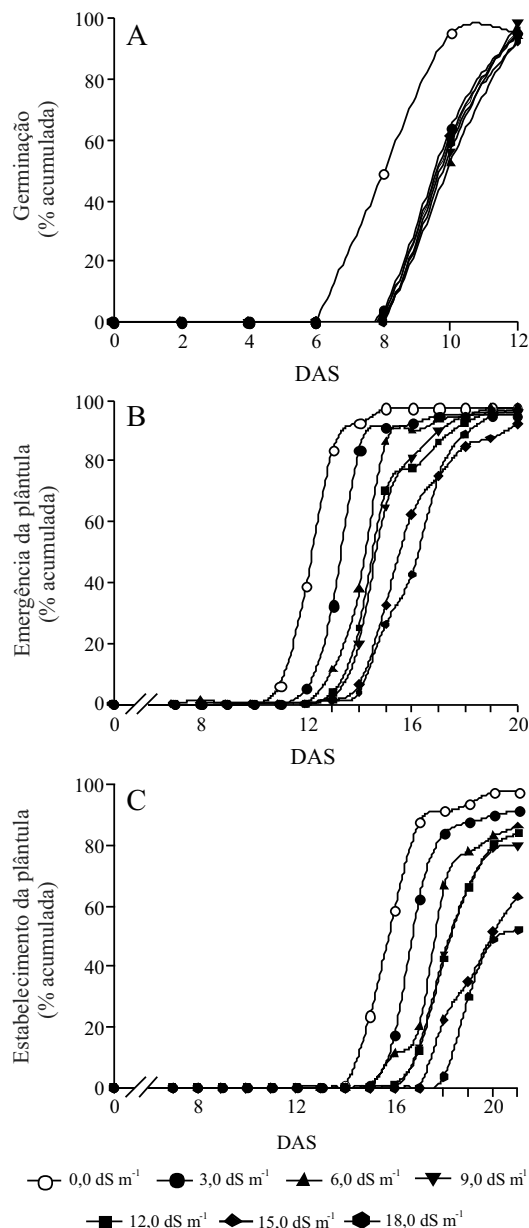 A
100
80
60
40
20
0
Germinação
(% acumulada)
0 2 4 6 8 10 12
DAS
B
100
80
60
40
20
0
Emergência da plântula
(% acumulada)
0 8 12 16 20
DAS
C
100
80
60
40
20
0
Estabelecimento da plântula
(% acumulada)
0 8 12 16 20
DAS
0,0 dS m⁻¹ 3,0 dS m⁻¹ 6,0 dS m⁻¹ 9,0 dS m⁻¹
12,0 dS m⁻¹ 15,0 dS m⁻¹ 18,0 dS m⁻¹